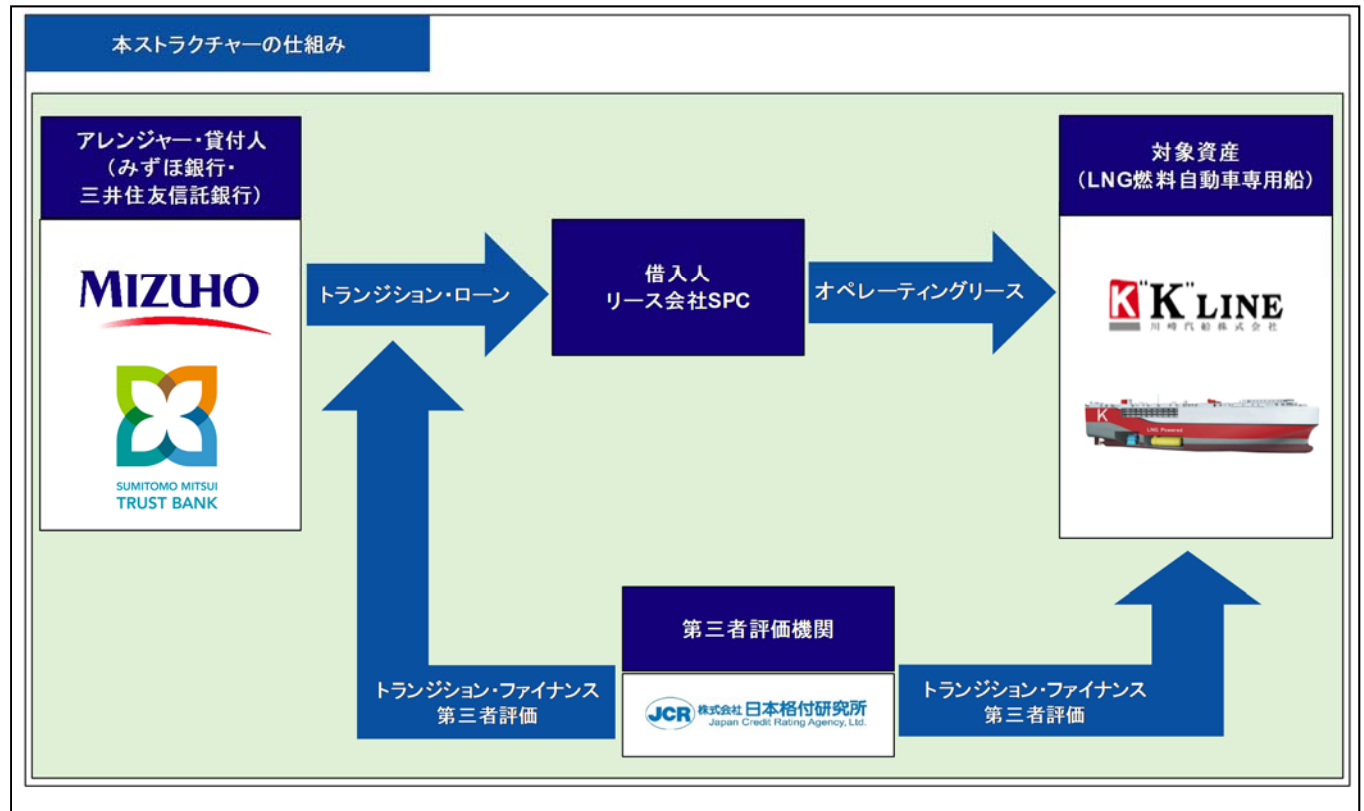 本ストラクチャーの仕組み
アレンジャー・貸付人
(みずほ銀行・
三井住友信託銀行)
MIZUHO
SUMITOMO MITSUI
TRUST BANK
トランジション・ローン
借入人
リース会社SPC
オペレーティングリース
対象資産
(LNG燃料自動車専用船)
K "K" LINE
川崎汽船株式会社
K
LNG Powered
第三者評価機関
JCR 株式会社 日本格付研究所
Japan Credit Rating Agency, Ltd.
トランジション・ファイナンス
第三者評価
トランジション・ファイナンス
第三者評価